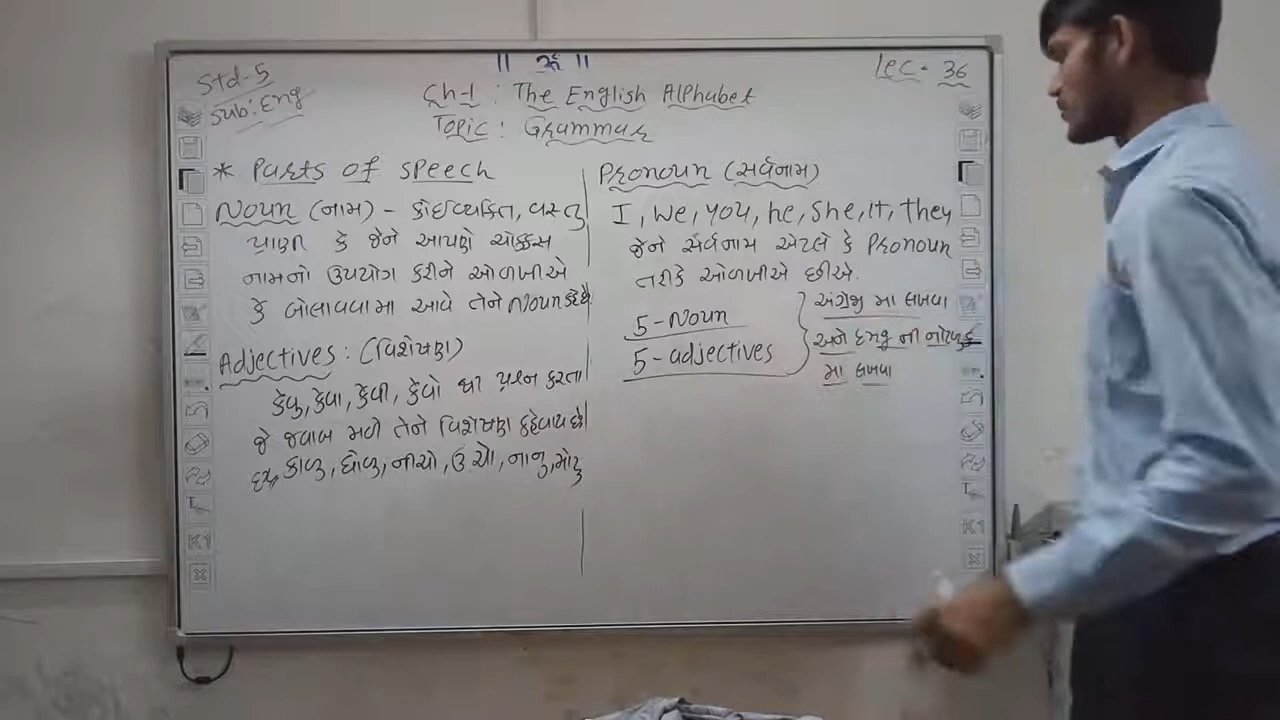 || ૐ ||
Std-5
Sub: Eng
Lec - 36
Ch-1 : The English Alphabet
Topic : Grammar
* Parts of speech
Noun (નામ) - કોઈ વ્યકિત, વસ્તુ
પ્રાણી કે જેને આપણે ચોક્કસ
નામનો ઉપયોગ કરીને ઓળખીએ
કે બોલાવવામા આવે તેને Noun કહે છે
Adjectives : (વિશેષણ)
કેવુ, કેવા, કેવી, કેવો થી પ્રશ્ન કરતા
જે જવાબ મળે તેને વિશેષણ કહેવાય છે
કાળુ, ધોળુ, નીચો, ઉંચો, નાનુ, મોટુ
Pronoun (સર્વનામ)
I, We, You, he, She, It, They
જેને સર્વનામ એટલે કે Pronoun
તરીકે ઓળખીએ છીએ.
5-Noun
5-adjectives
અંગ્રેજી મા લખવા
અને ની નોટબુક
મા લખવા
K1
K1